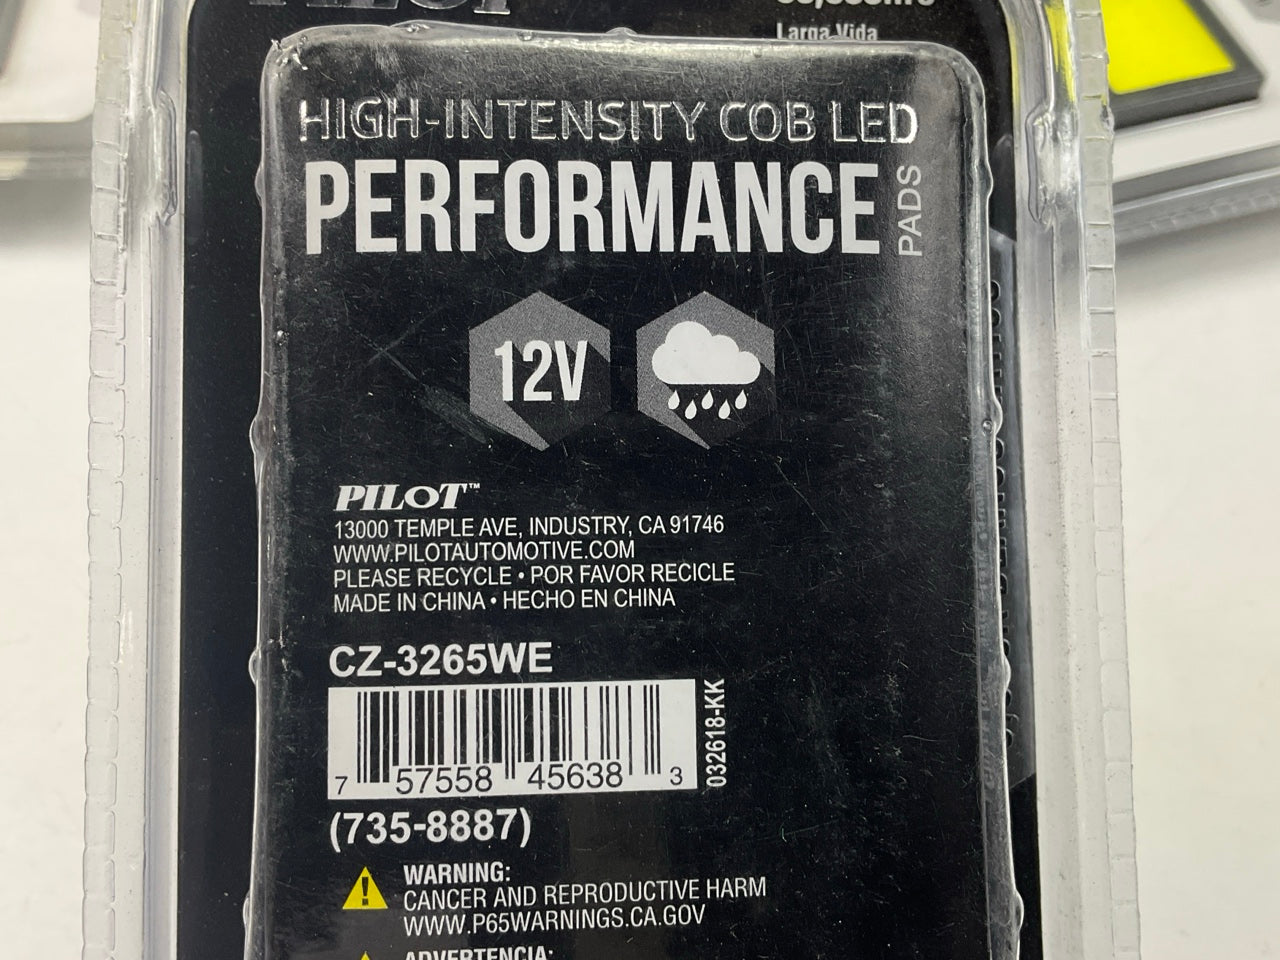 PILOT
Larga Vida
HIGH-INTENSITY COB LED
PERFORMANCE
PADS
12V
PILOT™
13000 TEMPLE AVE, INDUSTRY, CA 91746
WWW.PILOTAUTOMOTIVE.COM
PLEASE RECYCLE • POR FAVOR RECICLE
MADE IN CHINA • HECHO EN CHINA
CZ-3265WE
032618-KK
7 57558 45638 3
(735-8887)
WARNING:
CANCER AND REPRODUCTIVE HARM
WWW.P65WARNINGS.CA.GOV
ADVERTENCIA: